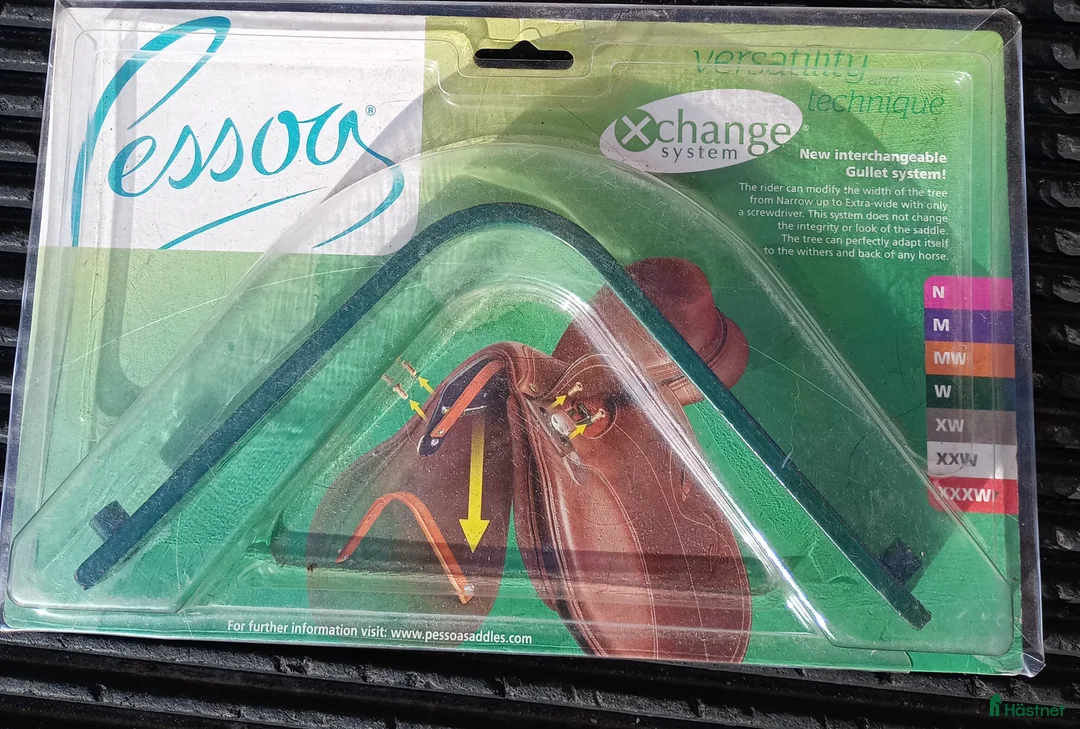 Pessoa®
versatility
and
technique
Xchange®
system
New interchangeable
Gullet system!
The rider can modify the width of the tree
from Narrow up to Extra-wide with only
a screwdriver. This system does not change
the integrity or look of the saddle.
The tree can perfectly adapt itself
to the withers and back of any horse.
N
M
MW
W
XW
XXW
XXXW
For further information visit: www.pessoasaddles.com
Hästnet